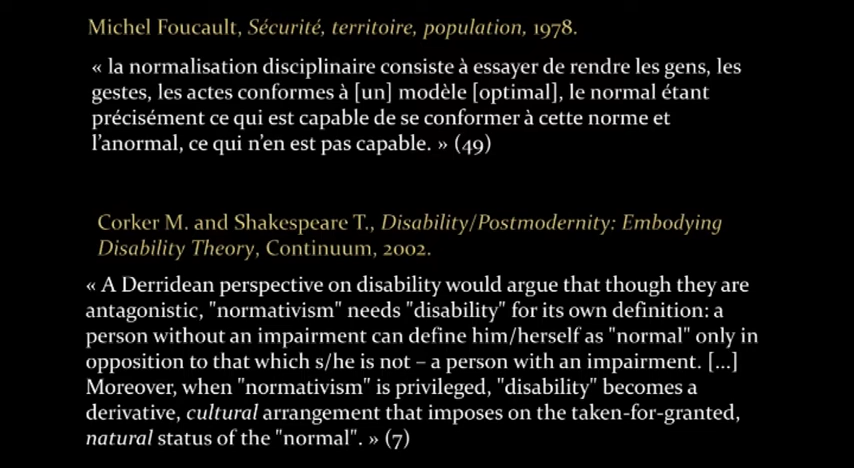 Michel Foucault, Sécurité, territoire, population, 1978.
« la normalisation disciplinaire consiste à essayer de rendre les gens, les
gestes, les actes conformes à [un] modèle [optimal], le normal étant
précisément ce qui est capable de se conformer à cette norme et
l'anormal, ce qui n'en est pas capable. » (49)
Corker M. and Shakespeare T., Disability/Postmodernity: Embodying
Disability Theory, Continuum, 2002.
« A Derridean perspective on disability would argue that though they are
antagonistic, "normativism" needs "disability" for its own definition: a
person without an impairment can define him/herself as "normal" only in
opposition to that which s/he is not – a person with an impairment. [...]
Moreover, when "normativism" is privileged, "disability" becomes a
derivative, cultural arrangement that imposes on the taken-for-granted,
natural status of the "normal". » (7)